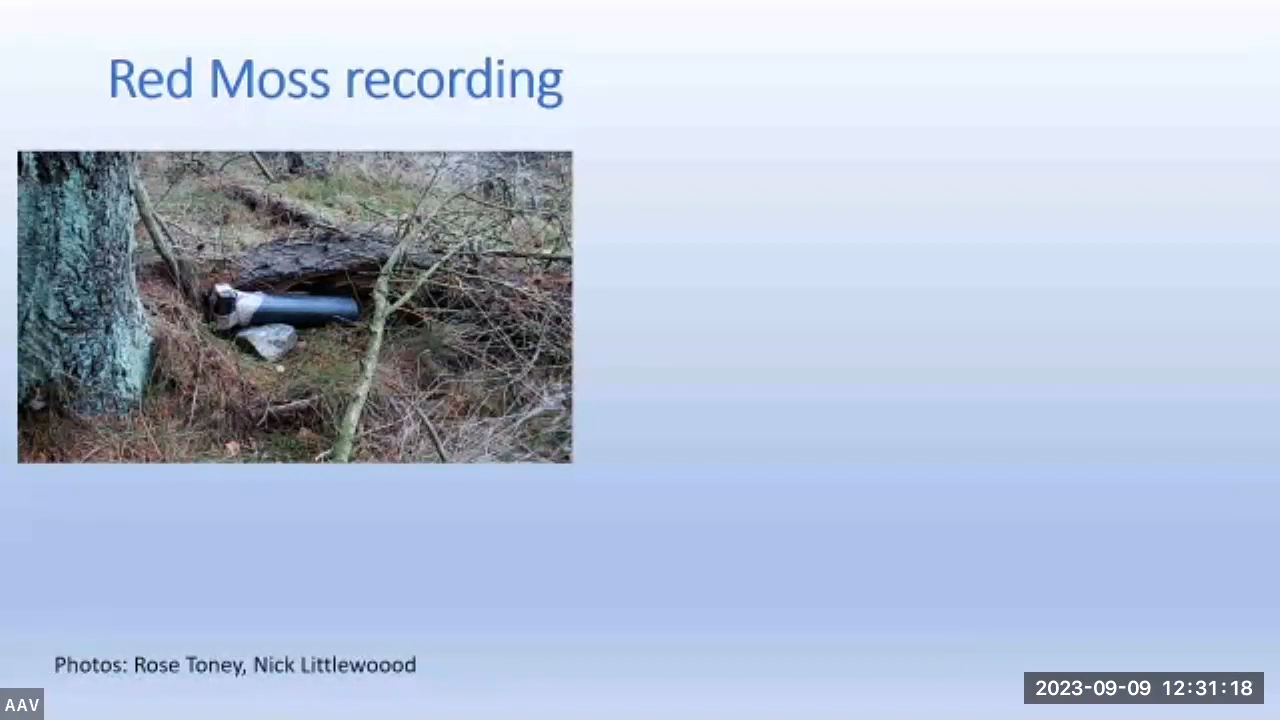 Red Moss recording
Photos: Rose Toney, Nick Littlewoood
AAV
2023-09-09 12:31:18